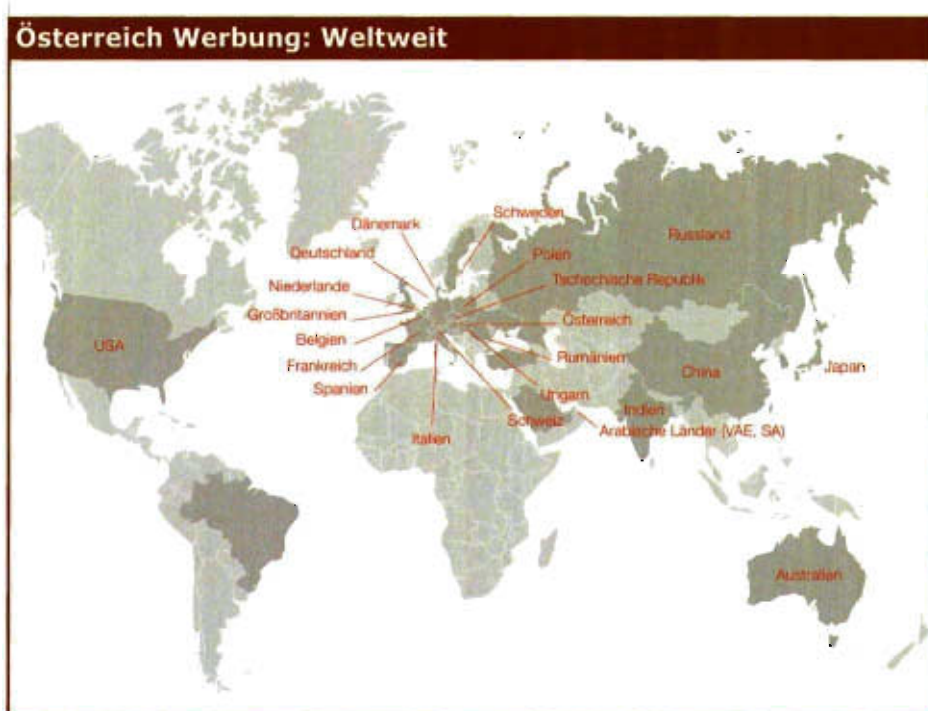 Österreich Werbung: Weltweit
Schweden
Dänemark
Russland
Deutschland
Polen
Tschechische Republik
Niederlande
Großbritannien
Österreich
Belgien
USA
Rumänien
Frankreich
China
Japan
Spanien
Ungarn
Indien
Schweiz
Arabische Länder (VAE, SA)
Italien
Australien